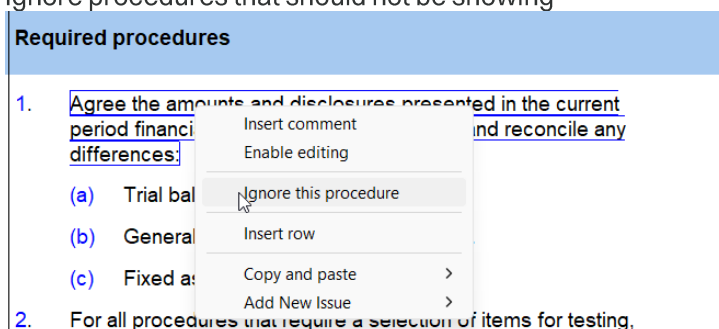 Ignore procedures that should not be showing
Required procedures
1. Agree the amounts and disclosures presented in the current
period financi and reconcile any
differences:
(a) Trial bal
(b) General
(c) Fixed as
2. For all procedures that require a selection of items for testing,
Insert comment
Enable editing
Ignore this procedure
Insert row
Copy and paste
Add New Issue